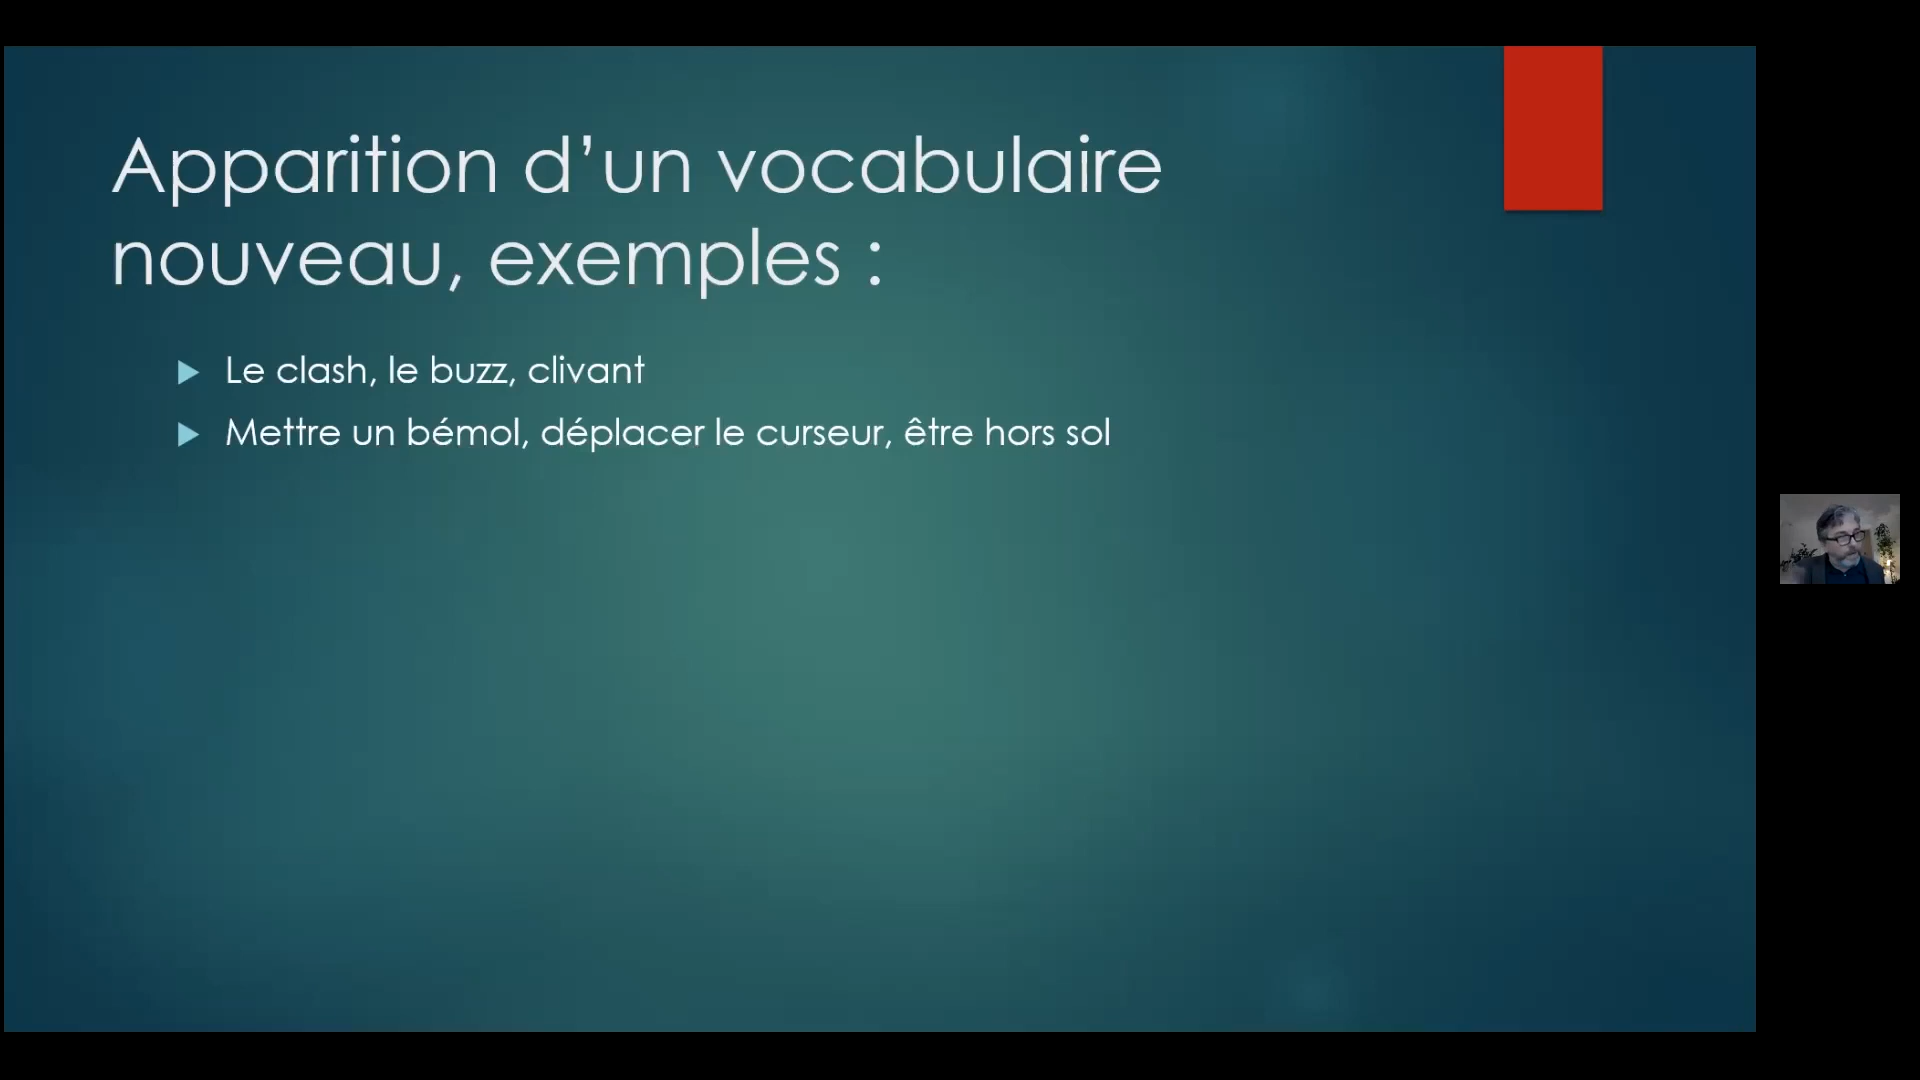 Apparition d’un vocabulaire
nouveau, exemples :
Le clash, le buzz, clivant
Mettre un bémol, déplacer le curseur, être hors sol